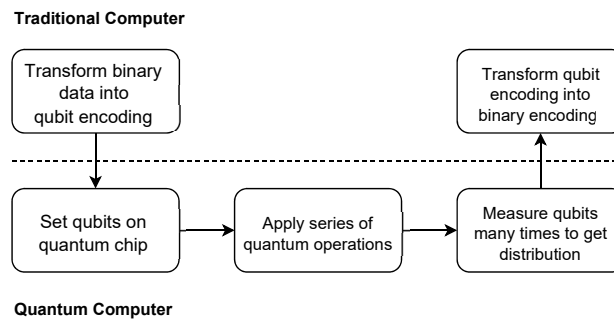 Traditional Computer
Transform binary
data into
qubit encoding
Transform qubit
encoding into
binary encoding
Set qubits on
quantum chip
Apply series of
quantum operations
Measure qubits
many times to get
distribution
Quantum Computer